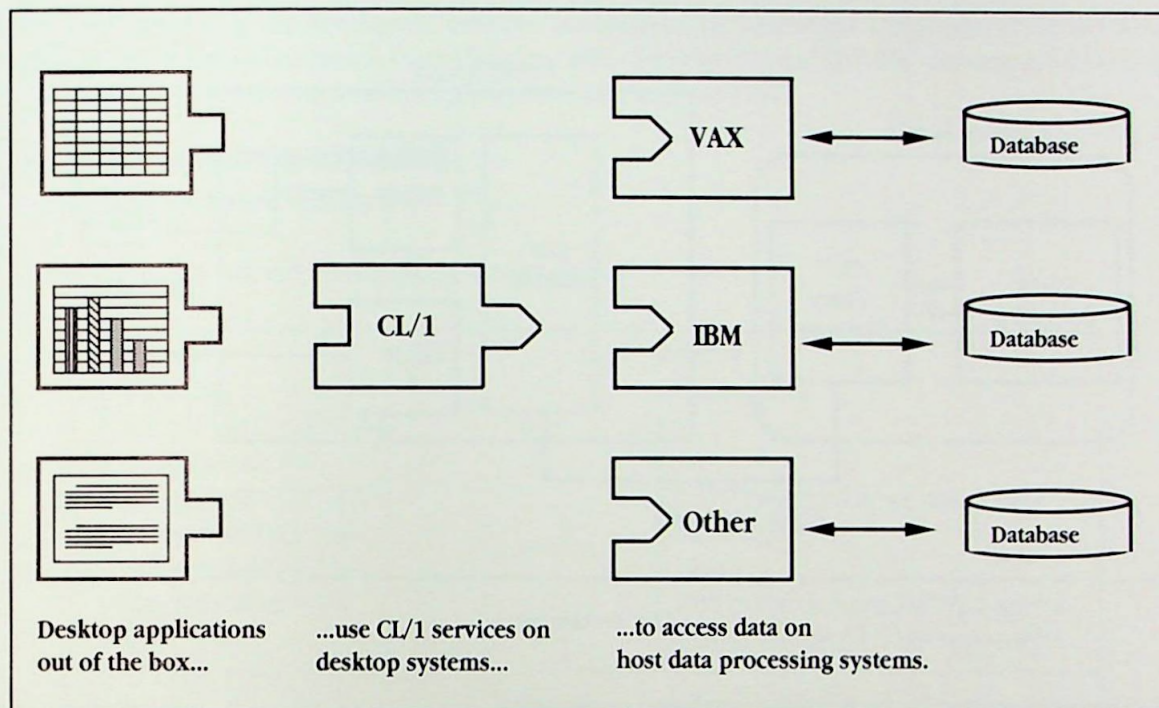 VAX
Database
CL/1
IBM
Database
Other
Database
Desktop applications
out of the box...
...use CL/1 services on
desktop systems...
...to access data on
host data processing systems.